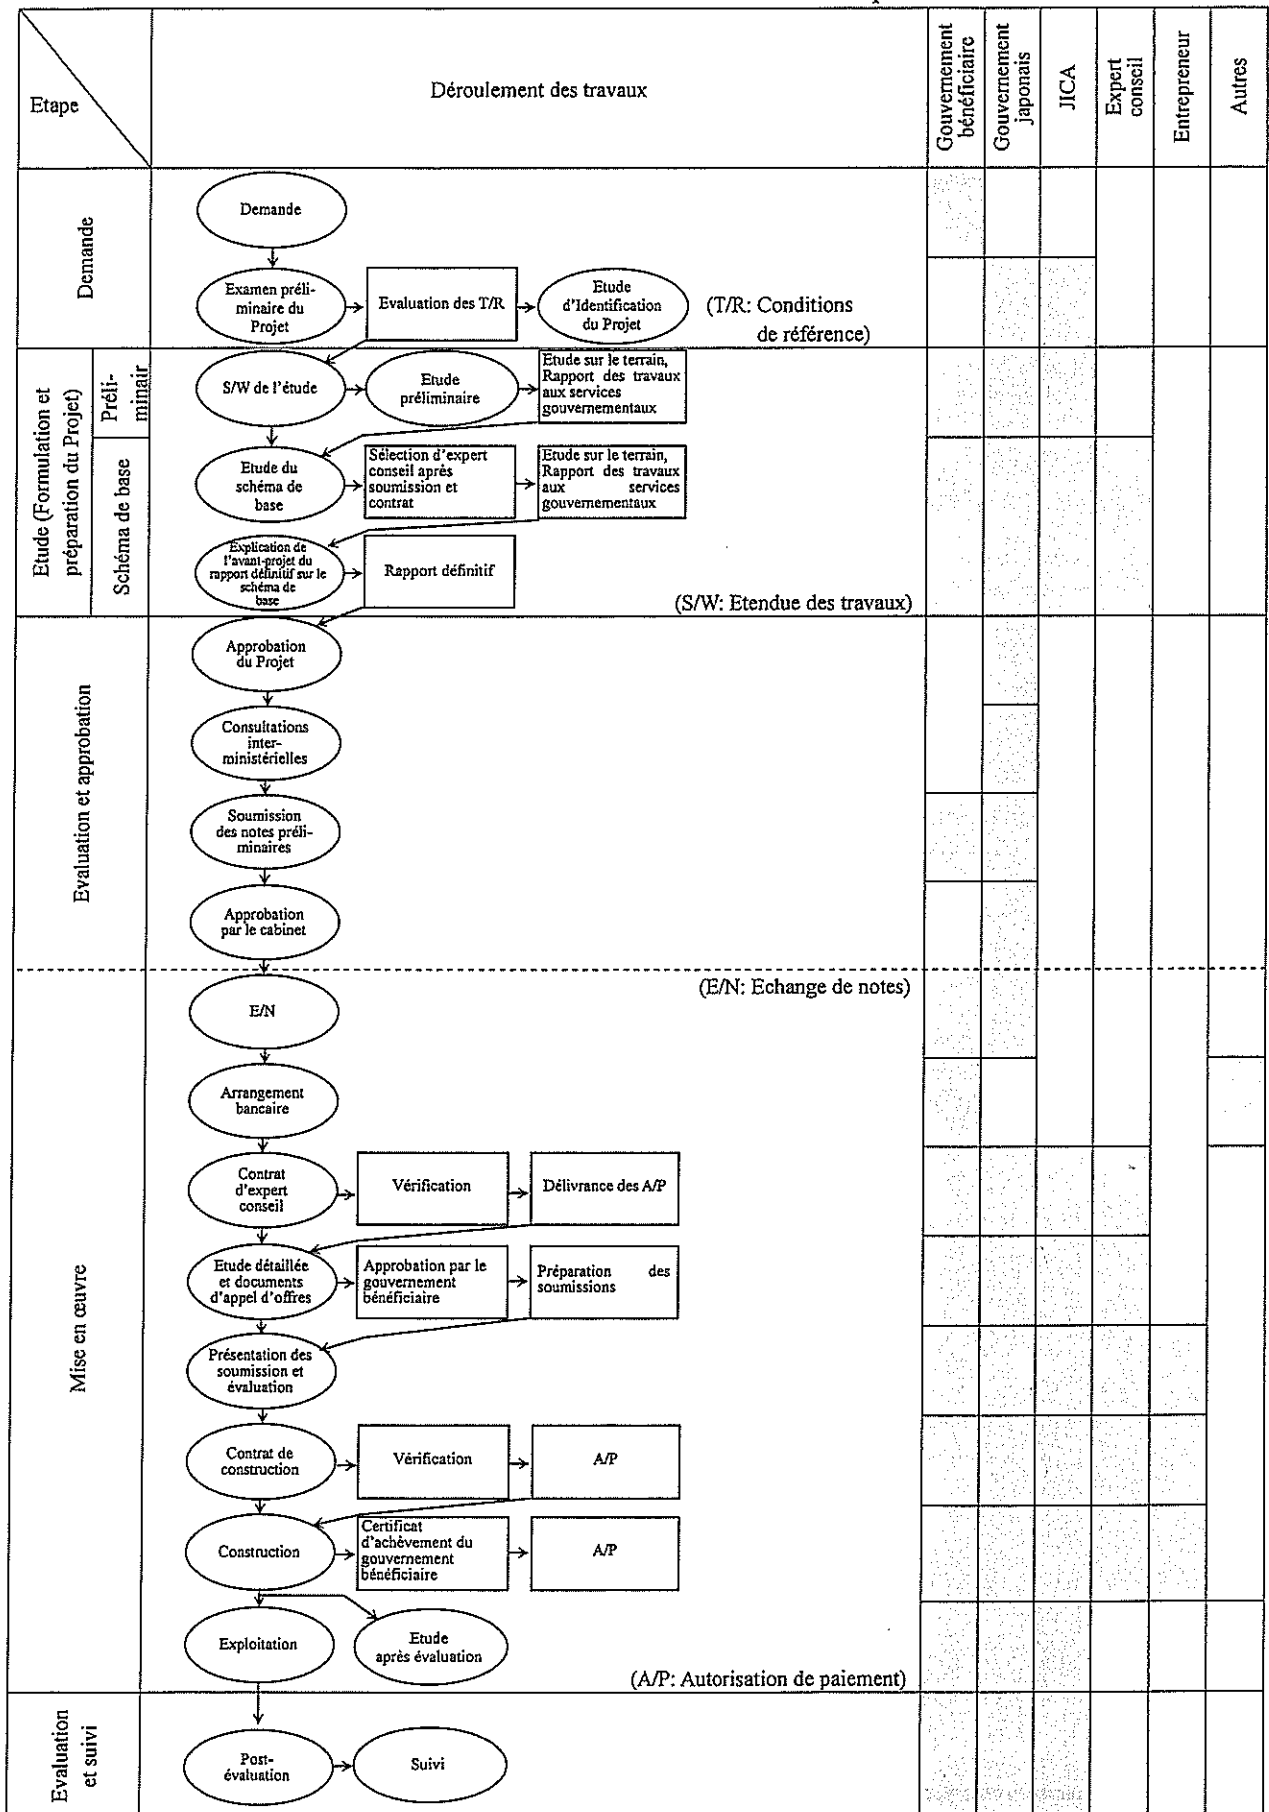 Etape
Déroulement des travaux
Gouvernement
bénéficiaire
Gouvernement
japonais
JICA
Expert
conseil
Entrepreneur
Autres
Demande
Demande
Examen préli-
minaire du
Projet
Evaluation des T/R
Etude
d'Identification
du Projet
(T/R: Conditions
de référence)
Etude (Formulation et
préparation du Projet)
Préli-
minair
S/W de l'étude
Etude
préliminaire
Etude sur le terrain,
Rapport des travaux
aux services
gouvernementaux
Schéma de base
Etude du
schéma de
base
Sélection d'expert
conseil après
soumission et
contrat
Etude sur le terrain,
Rapport des travaux
aux services
gouvernementaux
Explication de
l'avant-projet du
rapport définitif sur le
schéma de
base
Rapport définitif
(S/W: Etendue des travaux)
Evaluation et approbation
Approbation
du Projet
Consultations
inter-
ministérielles
Soumission
des notes préli-
minaires
Approbation
par le cabinet
Mise en œuvre
(E/N: Echange de notes)
E/N
Arrangement
bancaire
Contrat
d'expert
conseil
Vérification
Délivrance des A/P
Etude détaillée
et documents
d'appel d'offres
Approbation par le
gouvernement
bénéficiaire
Préparation des
soumissions
Présentation des
soumission et
évaluation
Contrat de
construction
Vérification
A/P
Construction
Certificat
d'achèvement du
gouvernement
bénéficiaire
A/P
Exploitation
Etude
après évaluation
(A/P: Autorisation de paiement)
Evaluation
et suivi
Post-
évaluation
Suivi